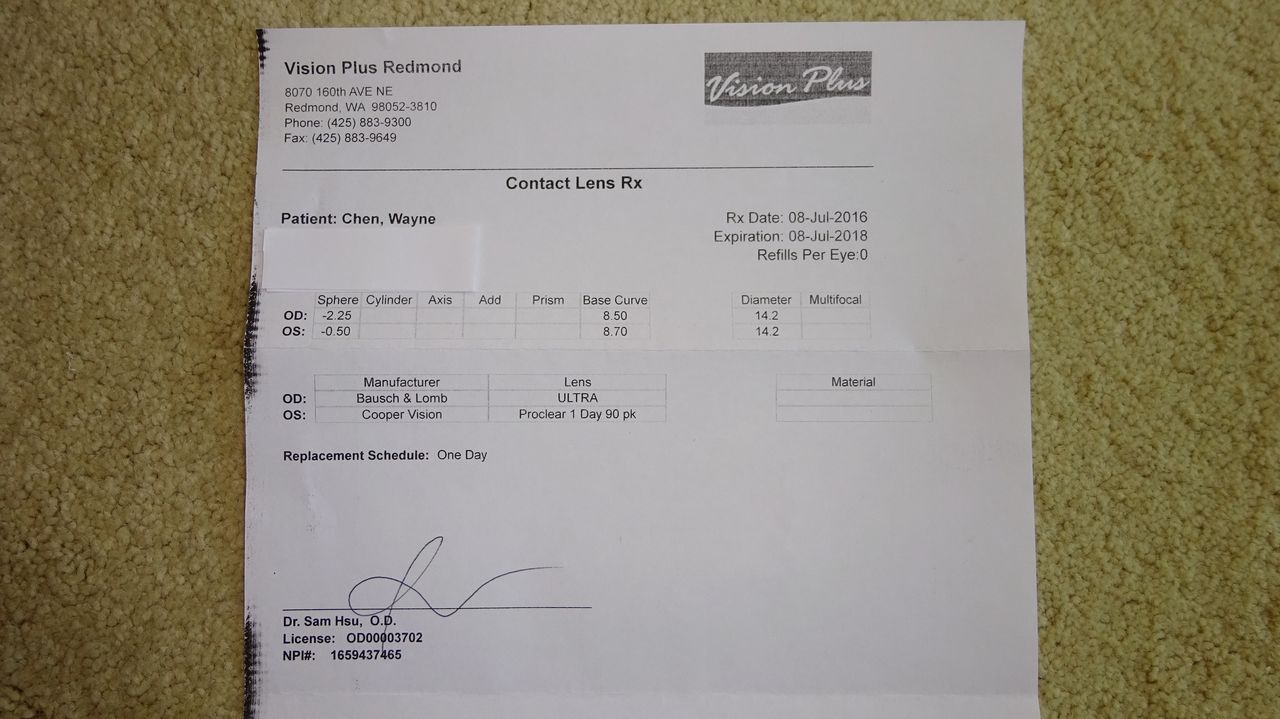 Vision Plus Redmond
8070 160th AVE NE
Redmond, WA 98052-3810
Phone: (425) 883-9300
Fax: (425) 883-9649
Vision Plus
Contact Lens Rx
Patient: Chen, Wayne
Rx Date: 08-Jul-2016
Expiration: 08-Jul-2018
Refills Per Eye:0
Sphere Cylinder Axis Add Prism Base Curve Diameter Multifocal
OD: -2.25 8.50 14.2
OS: -0.50 8.70 14.2
Manufacturer Lens Material
OD: Bausch & Lomb ULTRA
OS: Cooper Vision Proclear 1 Day 90 pk
Replacement Schedule: One Day
Dr. Sam Hsu, O.D.
License: OD00003702
NPI#: 1659437465